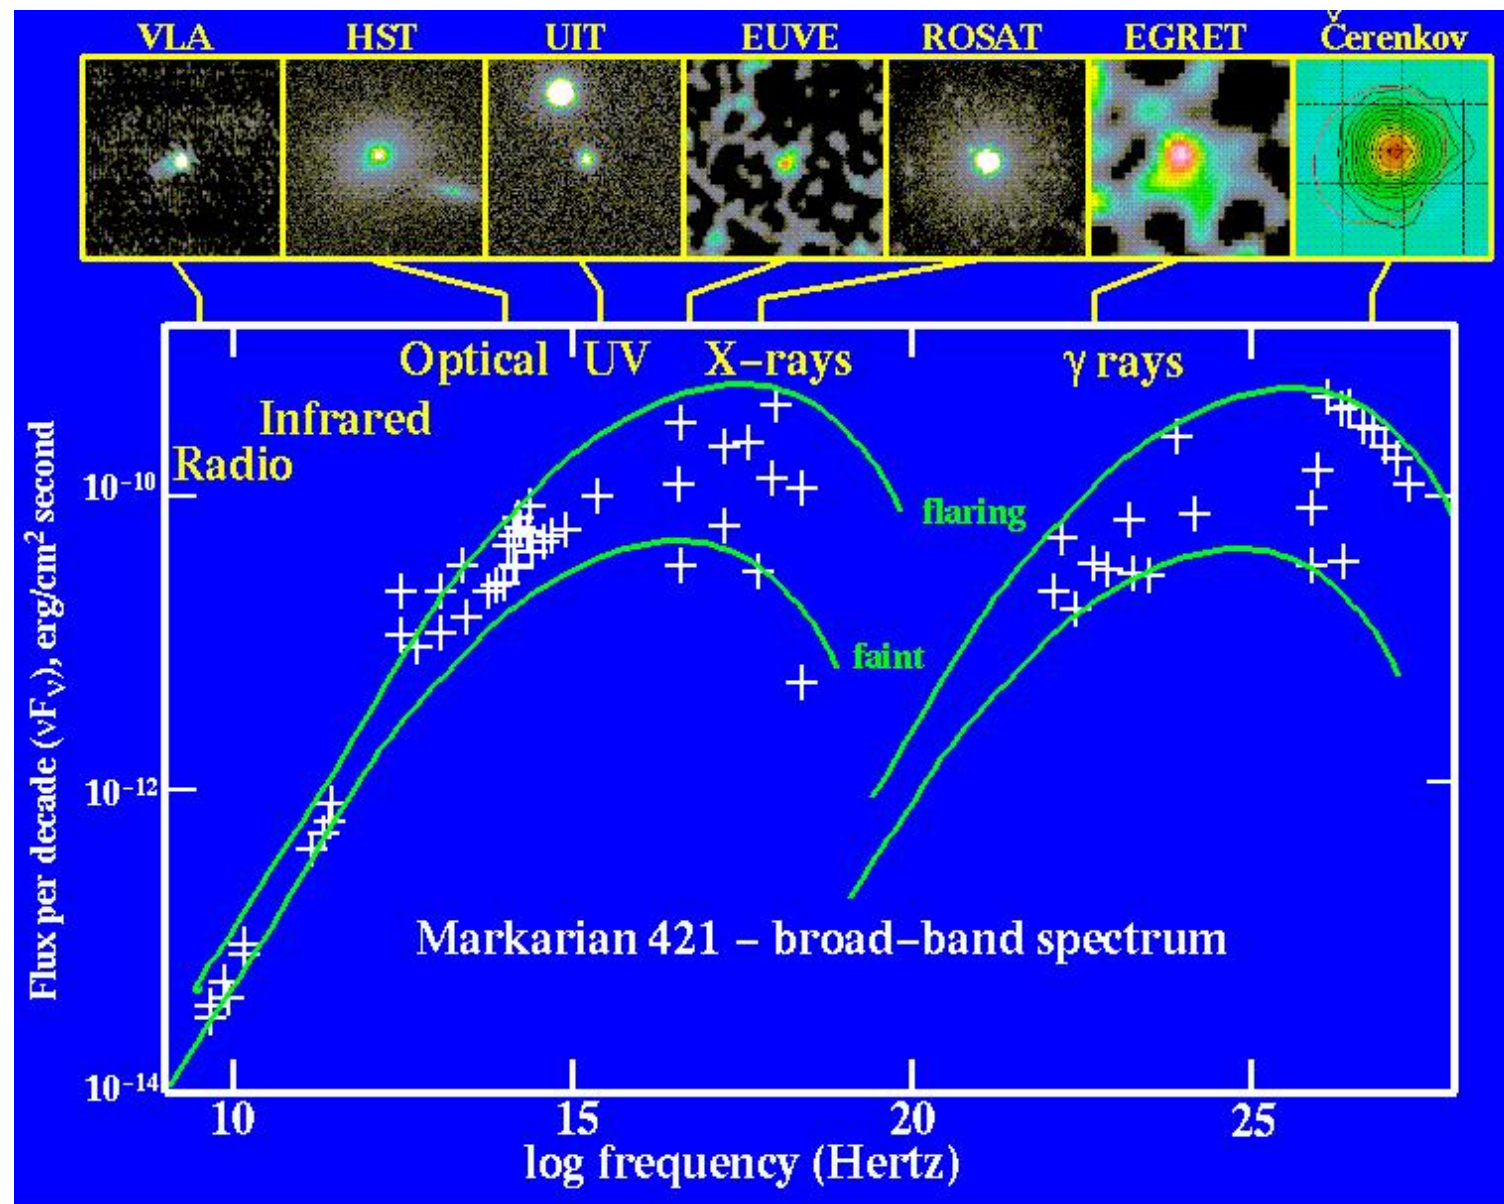 VLA HST UIT EUVE ROSAT EGRET Čerenkov
Optical UV X–rays γ rays
Infrared
Radio
10⁻¹⁰
flaring
faint
10⁻¹²
Markarian 421 – broad–band spectrum
10⁻¹⁴
10 15 20 25
log frequency (Hertz)
Flux per decade (νFν), erg/cm² second